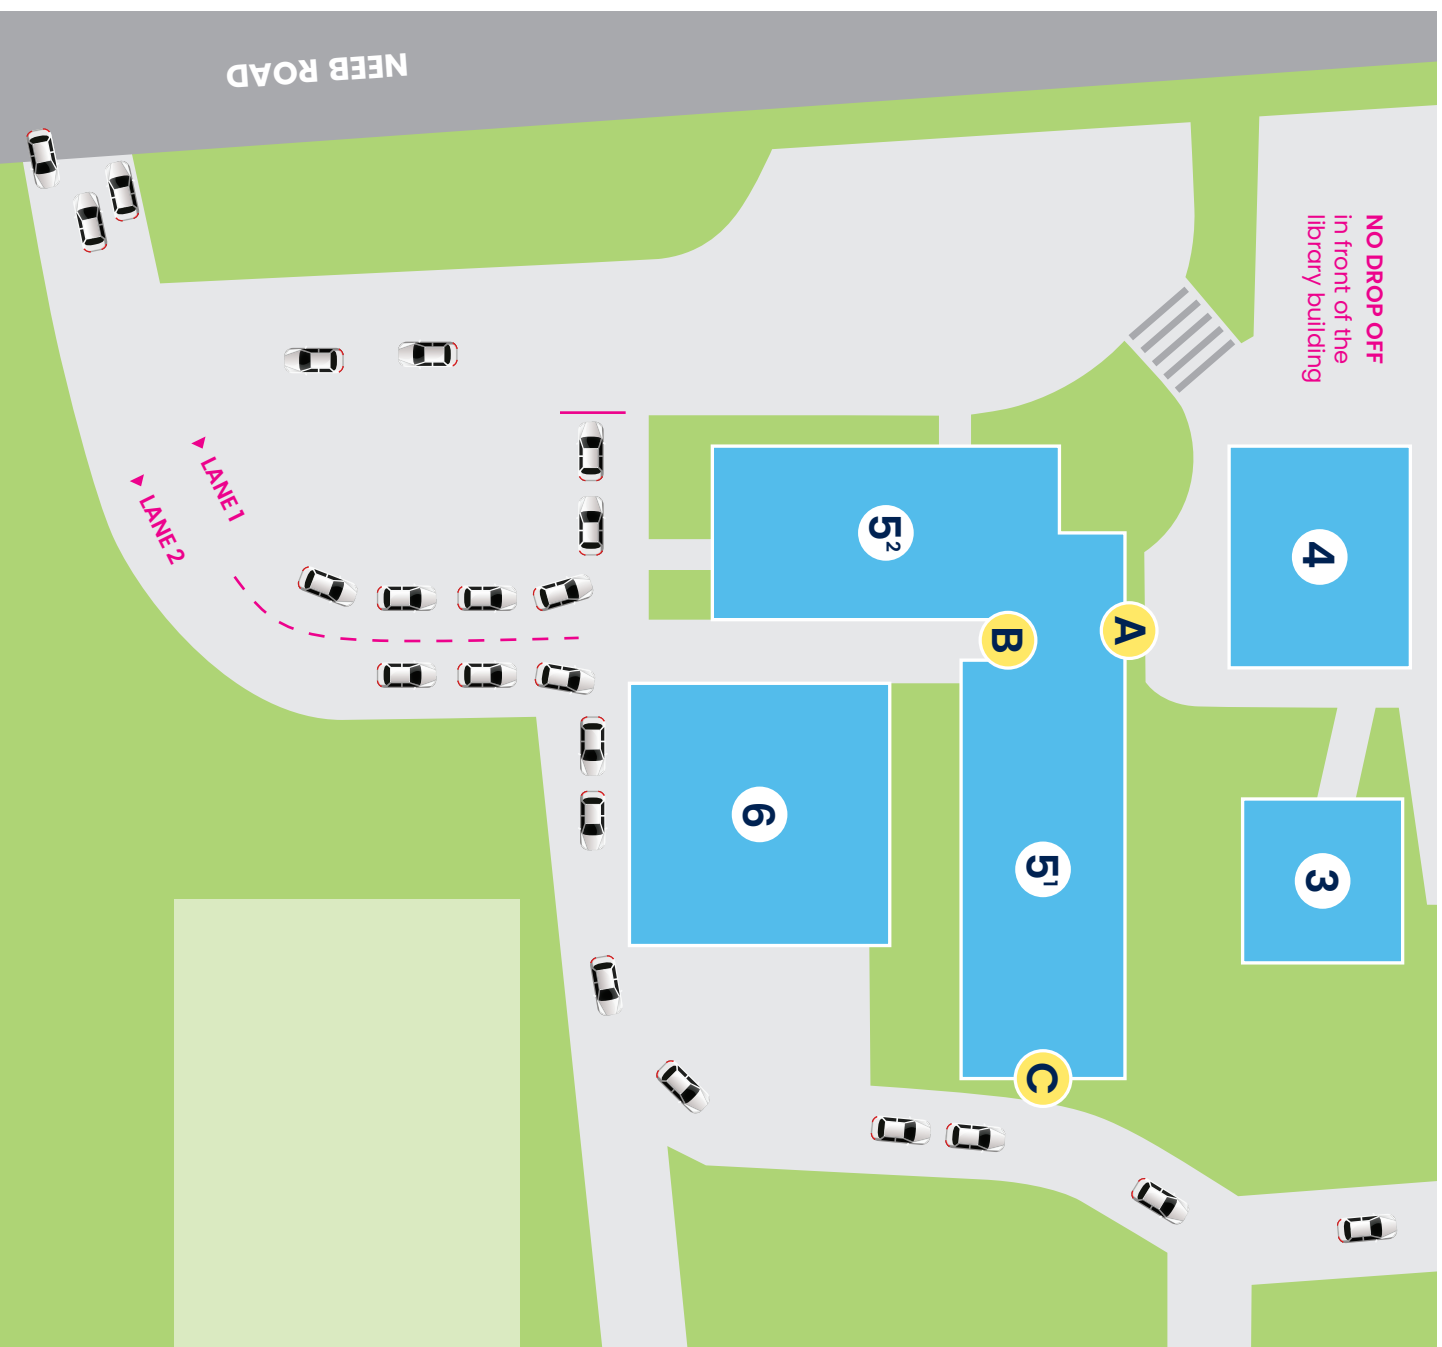 NEEB ROAD
NO DROP OFF
in front of the
library building
LANE 1
LANE 2
5²
4
A
B
6
5¹
3
C